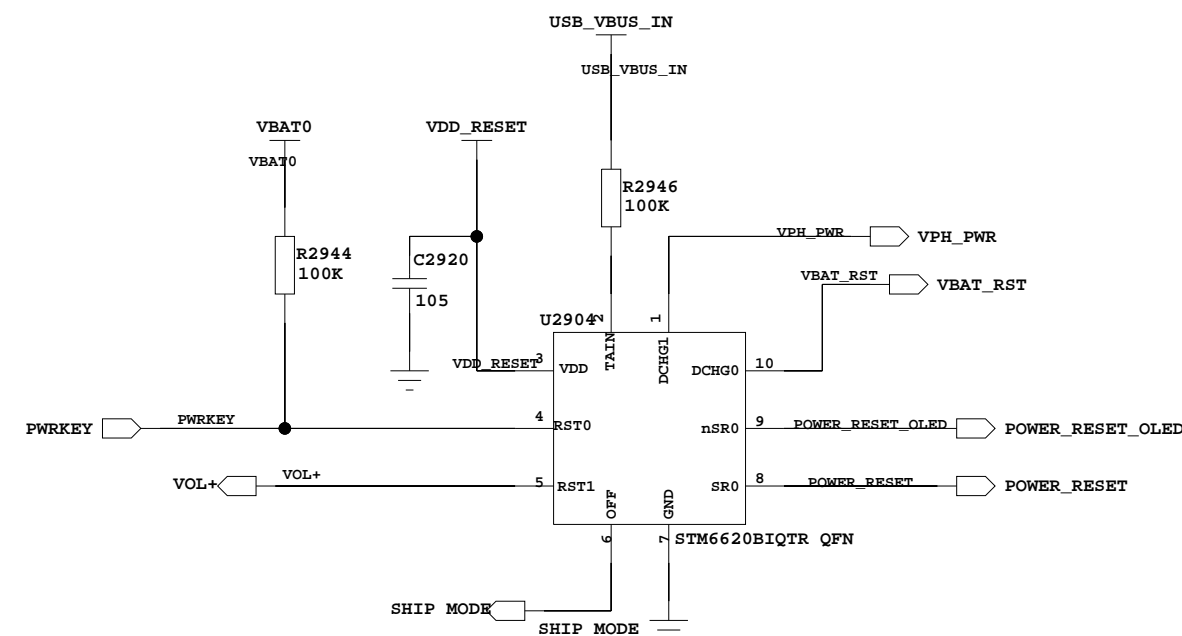 USB_VBUS_IN
USB_VBUS_IN
VBAT0
VDD_RESET
VBAT0
R2946
100K
VPH_PWR
VPH_PWR
R2944
100K
C2920
105
VBAT_RST
VBAT_RST
U2904
2
1
TAIN
DCHG1
VDD_RESET
3
VDD
DCHG0
10
PWRKEY
PWRKEY
4
RST0
nSR0
9
POWER_RESET_OLED
POWER_RESET_OLED
VOL+
VOL+
5
RST1
OFF
GND
SR0
8
POWER_RESET
POWER_RESET
6
7
STM6620BIQTR QFN
SHIP MODE
SHIP MODE